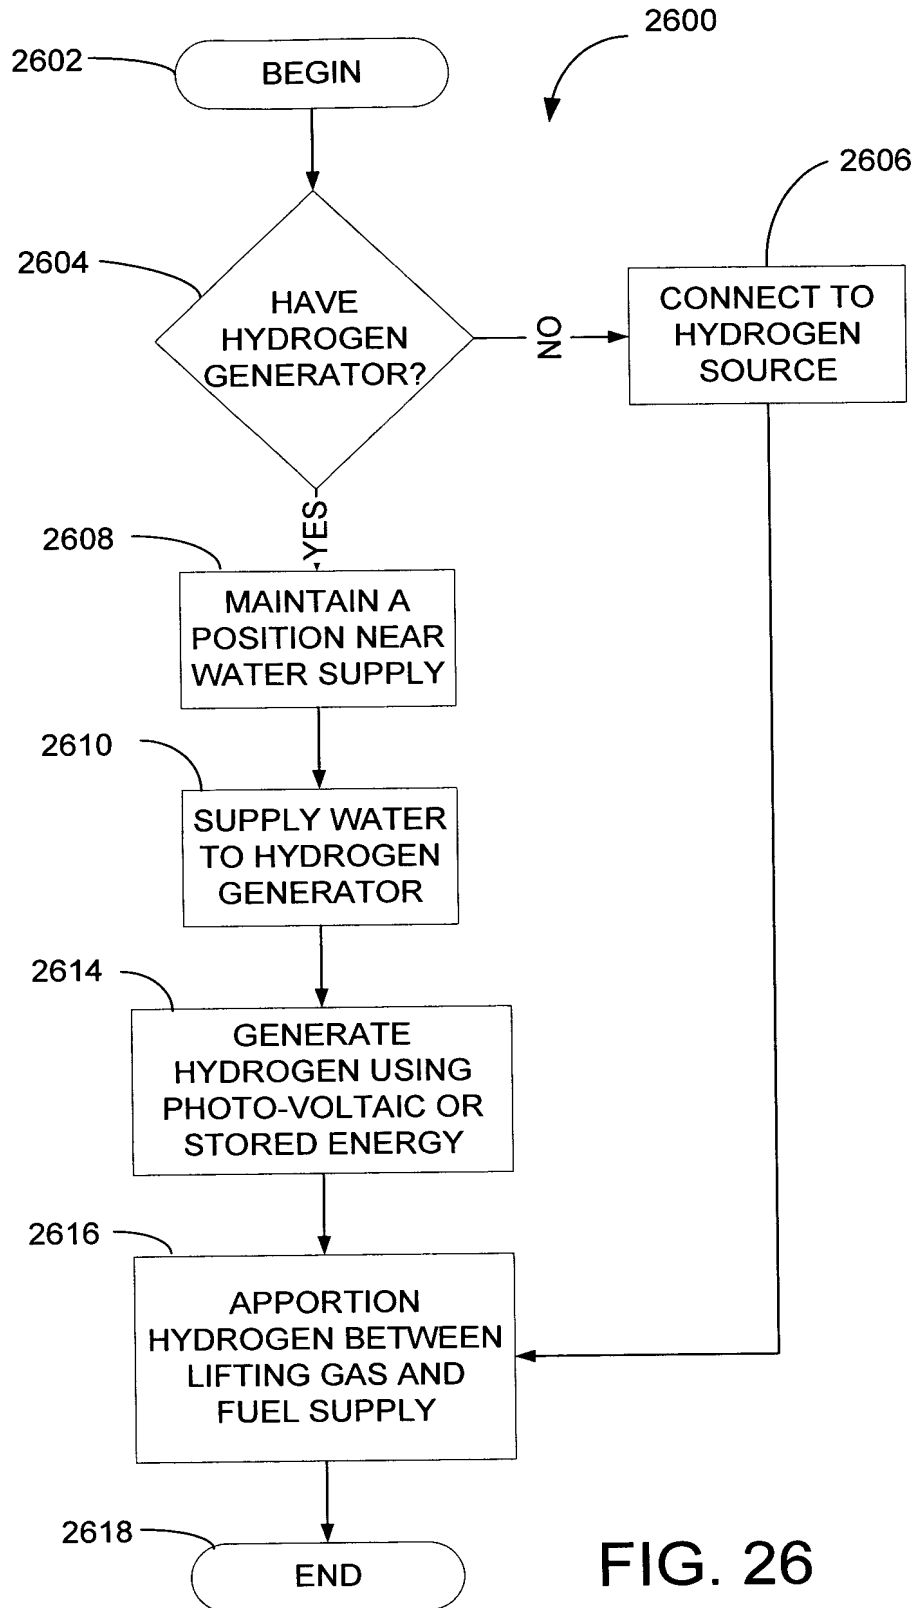 2600
2602
BEGIN
2606
2604
HAVE
HYDROGEN
GENERATOR?
NO
CONNECT TO
HYDROGEN
SOURCE
YES
2608
MAINTAIN A
POSITION NEAR
WATER SUPPLY
2610
SUPPLY WATER
TO HYDROGEN
GENERATOR
2614
GENERATE
HYDROGEN USING
PHOTO-VOLTAIC OR
STORED ENERGY
2616
APPORTION
HYDROGEN BETWEEN
LIFTING GAS AND
FUEL SUPPLY
2618
END
FIG. 26